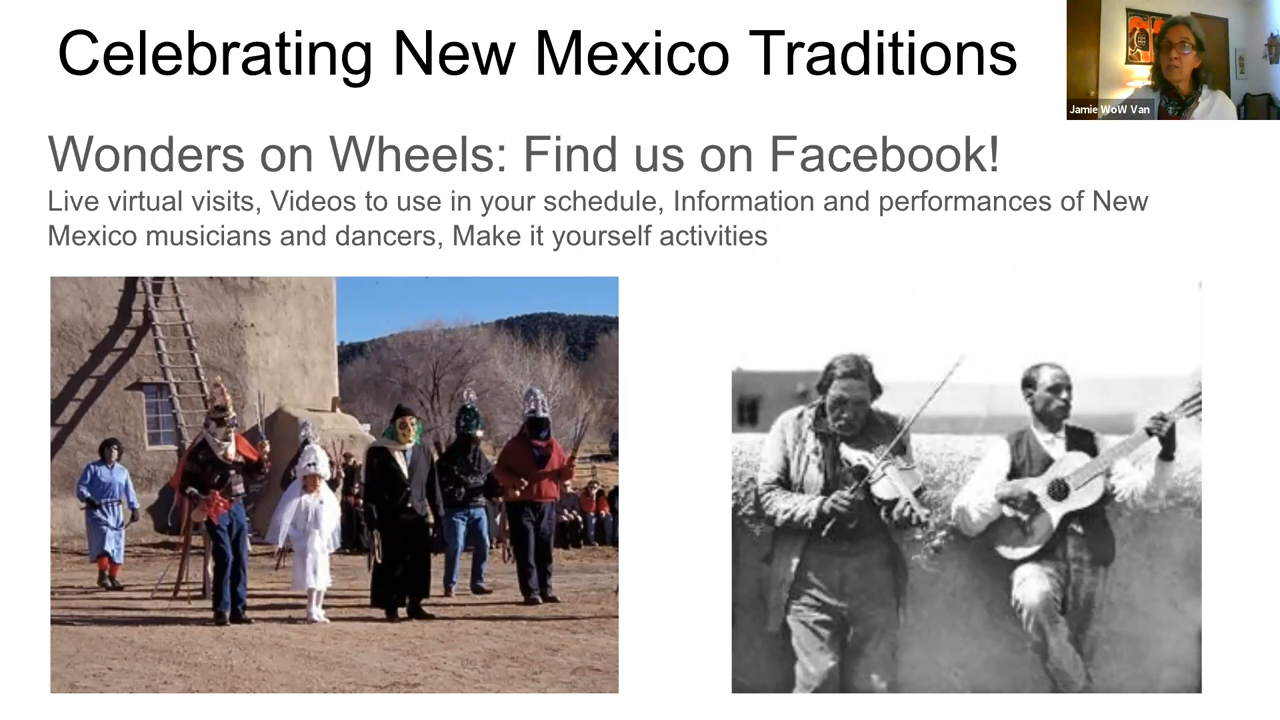 Celebrating New Mexico Traditions
Jamie WoW Van
Wonders on Wheels: Find us on Facebook!
Live virtual visits, Videos to use in your schedule, Information and performances of New
Mexico musicians and dancers, Make it yourself activities